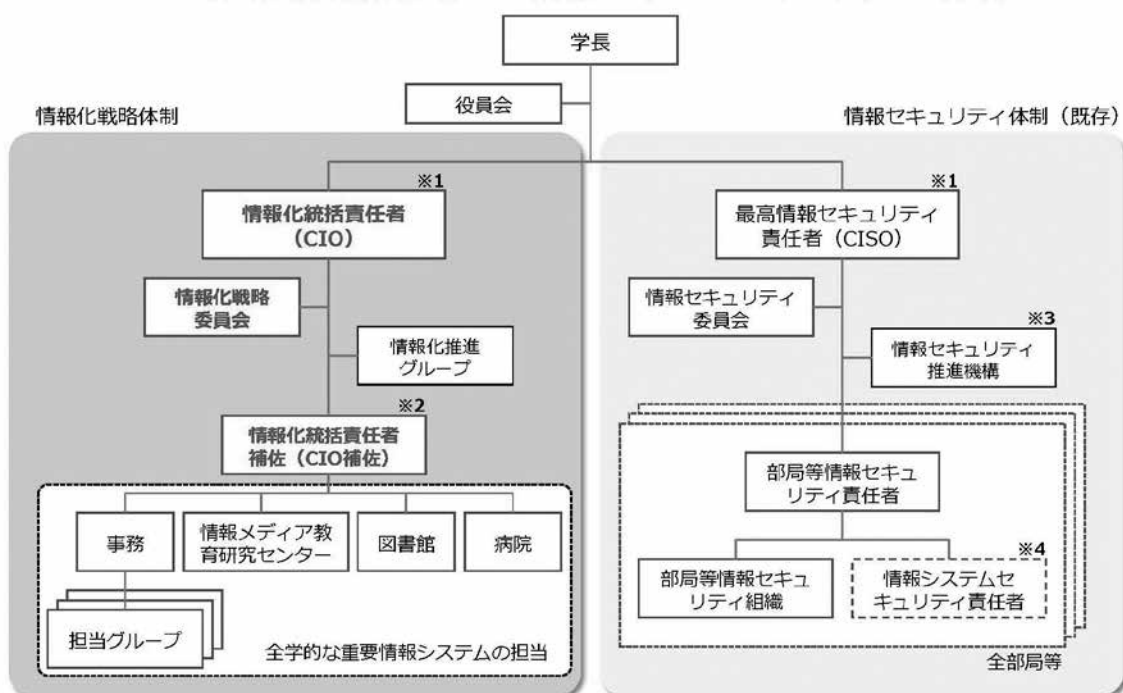 学長
役員会
情報化戦略体制
情報セキュリティ体制（既存）
※1
情報化統括責任者
（CIO）
情報化戦略
委員会
情報化推進
グループ
※2
情報化統括責任者
補佐（CIO補佐）
事務
情報メディア教
育研究センター
図書館
病院
担当グループ
全学的な重要情報システムの担当
※1
最高情報セキュリティ
責任者（CISO）
情報セキュリティ
委員会
※3
情報セキュリティ
推進機構
部局等情報セキュ
リティ責任者
部局等情報セキュ
リティ組織
※4
情報システムセ
キュリティ責任者
全部局等